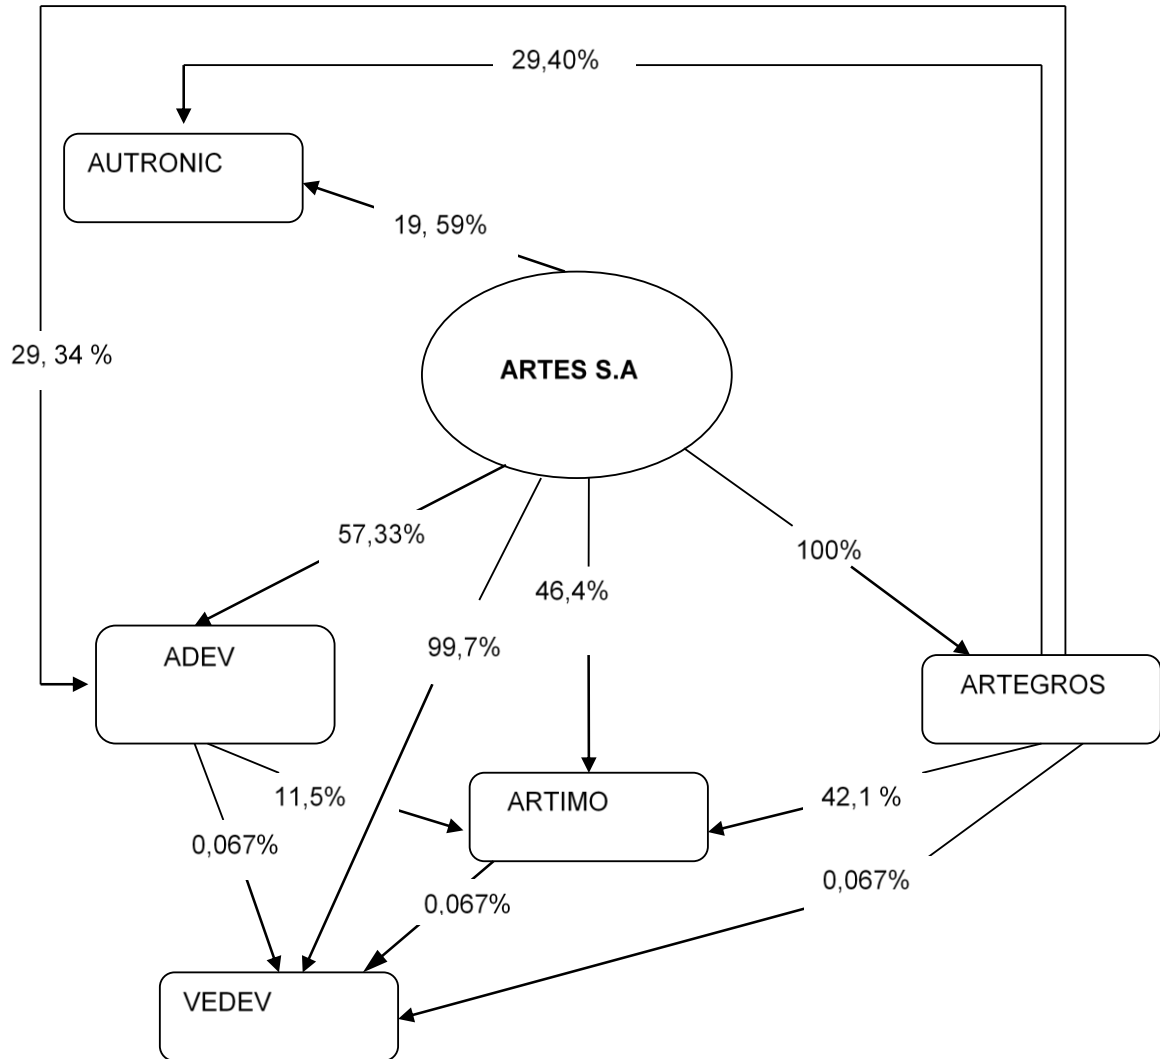 29,40%
AUTRONIC
19, 59%
29, 34 %
ARTES S.A
57,33%
100%
46,4%
99,7%
ADEV
ARTEGROS
11,5%
ARTIMO
42,1 %
0,067%
0,067%
0,067%
VEDEV